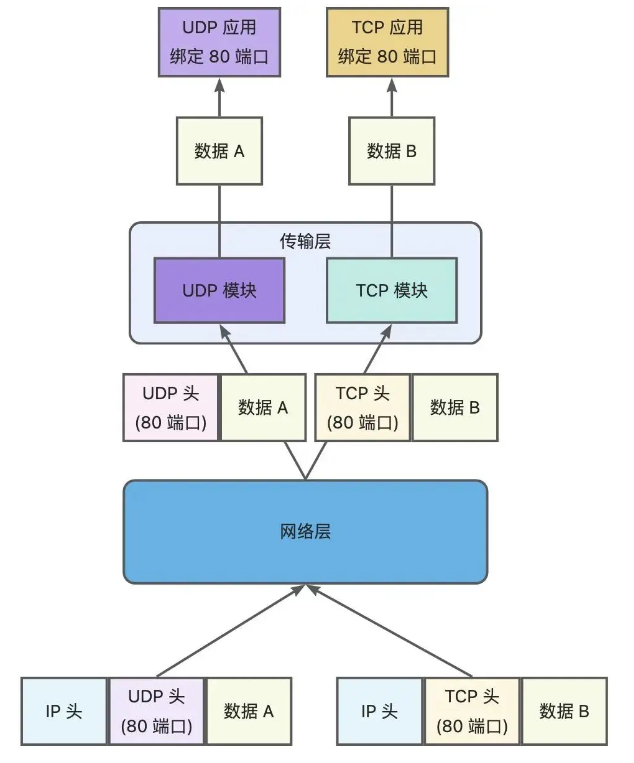 UDP 应用
绑定 80 端口
TCP 应用
绑定 80 端口
数据 A
数据 B
传输层
UDP 模块
TCP 模块
UDP 头
(80 端口)
数据 A
TCP 头
(80 端口)
数据 B
网络层
IP 头
UDP 头
(80 端口)
数据 A
IP 头
TCP 头
(80 端口)
数据 B